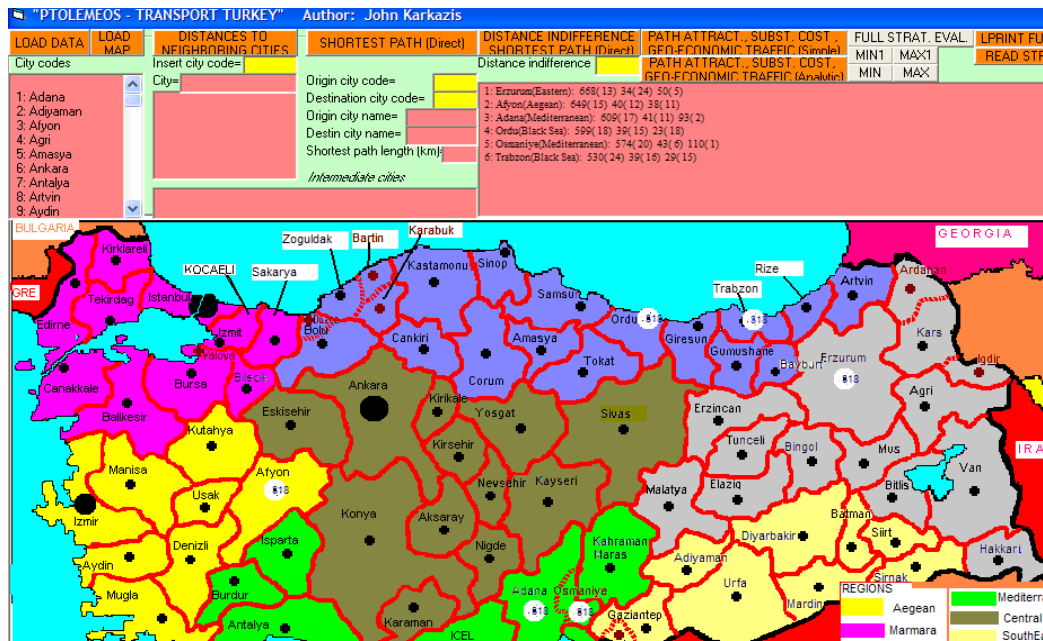 "PTOLEMEOS - TRANSPORT TURKEY" Author: John Karkazis
LOAD DATA
LOAD MAP
DISTANCES TO NEIGHBORING CITIES
SHORTEST PATH (Direct)
DISTANCE INDIFFERENCE SHORTEST PATH (Direct)
PATH ATTRACT., SUBST. COST, GEO-ECONOMIC TRAFFIC (Simple)
FULL STRAT. EVAL.
LPRINT FU
MIN1 MAX1
READ STR
MIN MAX
City codes
Insert city code=
City=
Distance indifference
PATH ATTRACT., SUBST. COST, GEO-ECONOMIC TRAFFIC (Analytic)
Origin city code=
Destination city code=
Origin city name=
Destin city name=
Shortest path length (km)=
Intermediate cities
1: Adana
2: Adiyaman
3: Afyon
4: Agri
5: Amasya
6: Ankara
7: Antalya
8: Artvin
9: Aydin
1: Erzurum(Eastern): 668(13) 34(24) 50(5)
2: Afyon(Aegean): 649(15) 40(12) 38(11)
3: Adana(Mediterranean): 609(17) 41(11) 93(2)
4: Ordu(Black Sea): 599(18) 39(15) 23(18)
5: Osmaniye(Mediterranean): 574(20) 43(6) 110(1)
6: Trabzon(Black Sea): 530(24) 39(16) 29(15)
BULGARIA
GEORGIA
GRE
IRA
Kirklareli
Tekirdag
Istanbul
Edirne
KOCAELI
Sakarya
Zoguldak
Bartin
Karabuk
Kastamonu
Sinop
Samsun
Ordu
Trabzon
Rize
Artvin
Ardahan
Kars
Izmit
Yalova
Bolu
Cankiri
Amasya
Tokat
Corum
Giresun
Gumushane
Bayburt
Erzurum
Igdir
Agri
Canakkale
Bursa
Bilecik
Balikesir
Eskisehir
Ankara
Kirikale
Yosgat
Sivas
Erzincan
Tunceli
Bingol
Mus
Van
Kutahya
Kirsehir
Manisa
Afyon
Usak
Izmir
Nevsehir
Kayseri
Malatya
Elaziq
Bitlis
Konya
Aksaray
Batman
Diyarbakir
Siirt
Hakkari
Isparta
Denizli
Aydin
Nigde
Kahraman Maras
Adiyaman
Urfa
Mardin
Sirnak
Mugla
Burdur
Antalya
Karaman
ICEL
Adana
Osmaniye
Gaziantep
REGIONS
Aegean
Marmara
Mediterra
Central
SouthE